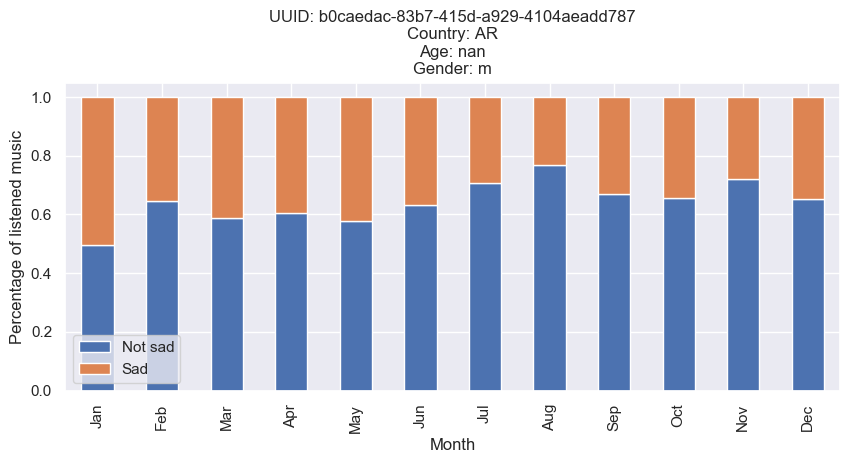 UUID: b0caedac-83b7-415d-a929-4104aeadd787
Country: AR
Age: nan
Gender: m
Percentage of listened music
1.0
0.8
0.6
0.4
0.2
0.0
Not sad
Sad
Jan
Feb
Mar
Apr
May
Jun
Jul
Aug
Sep
Oct
Nov
Dec
Month